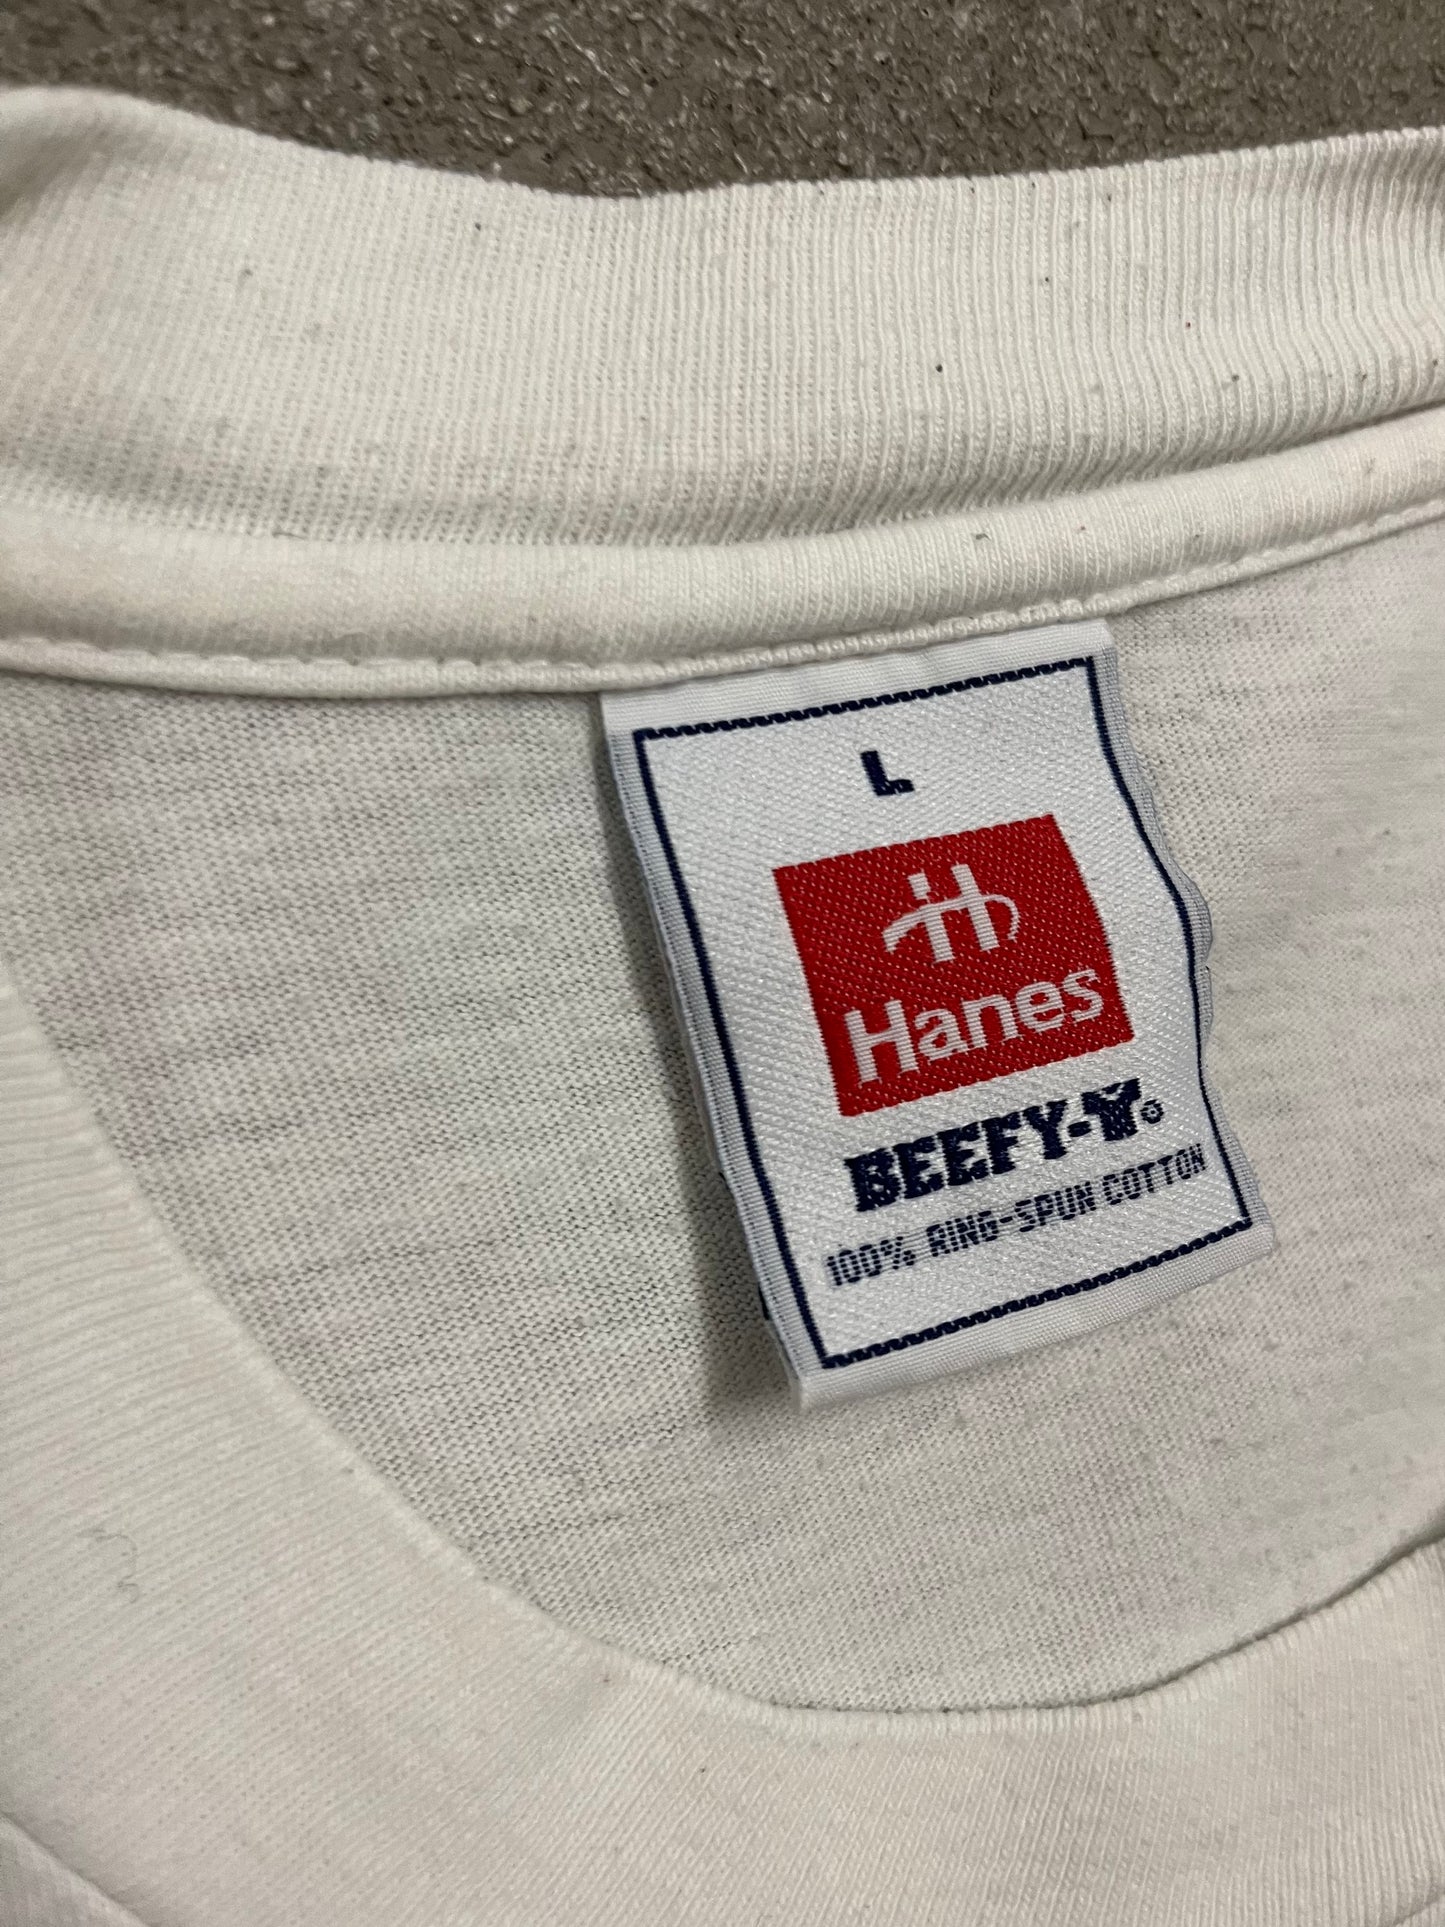 L
H
Hanes
BEEFY-T®
100% RING-SPUN COTTON